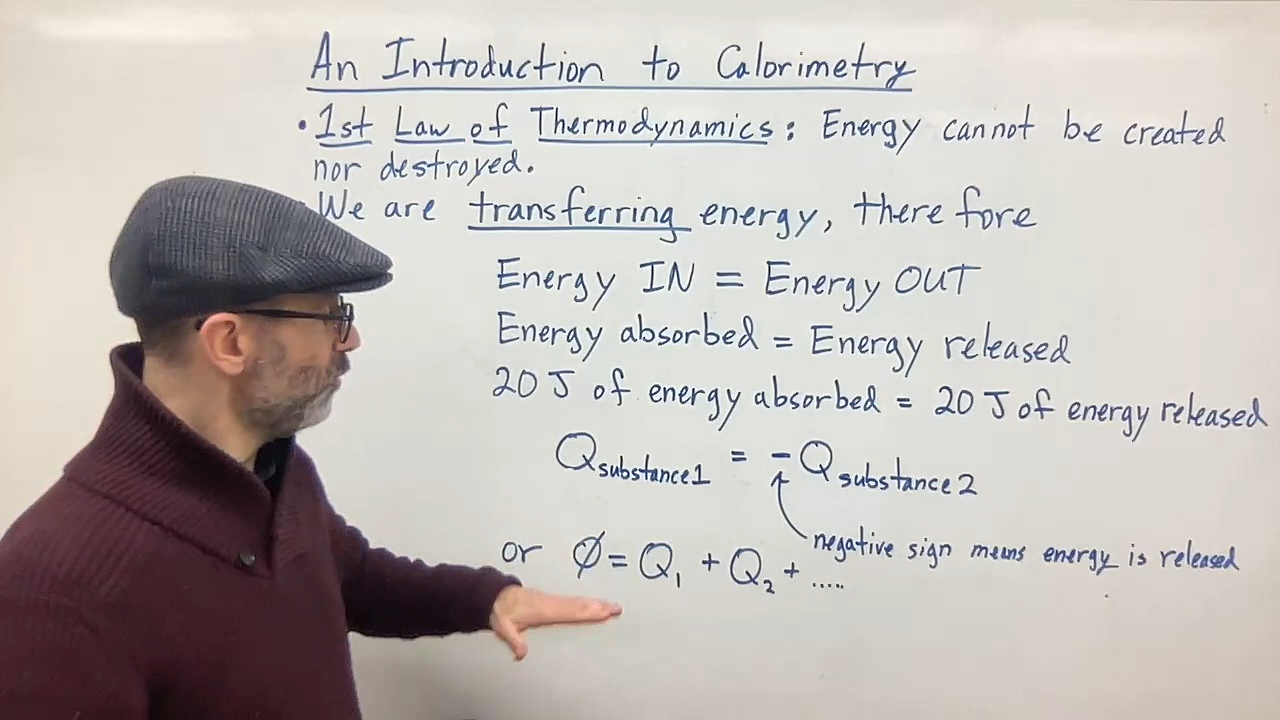 An Introduction to Calorimetry
• 1st Law of Thermodynamics: Energy cannot be created
nor destroyed.
We are transferring energy, therefore
Energy IN = Energy OUT
Energy absorbed = Energy released
20 J of energy absorbed = 20 J of energy released
Qsubstance1 = -Qsubstance2
negative sign means energy is released
or Ø = Q1 + Q2 + .....